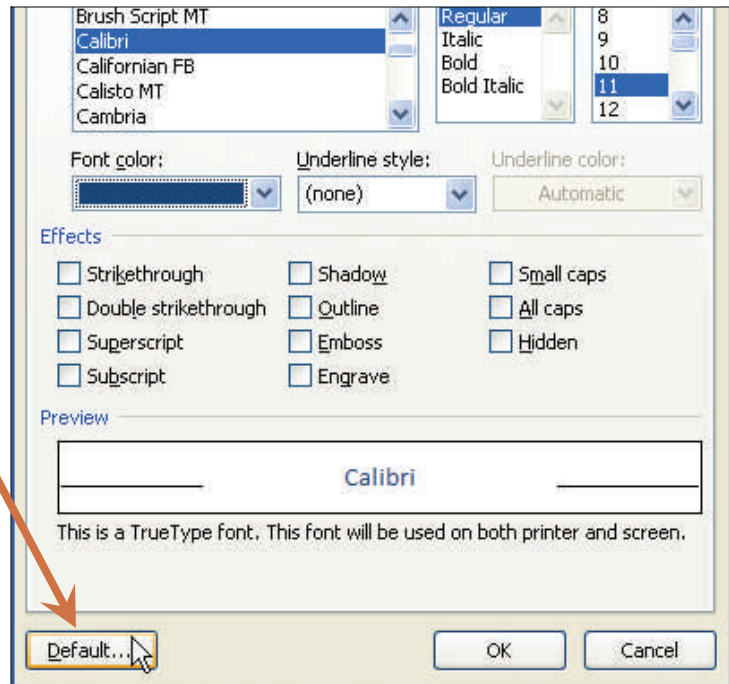 Brush Script MT
Calibri
Californian FB
Calisto MT
Cambria
Regular
Italic
Bold
Bold Italic
8
9
10
11
12
Font color:
Underline style:
(none)
Underline color:
Automatic
Effects
Strikethrough
Double strikethrough
Superscript
Subscript
Shadow
Outline
Emboss
Engrave
Small caps
All caps
Hidden
Preview
Calibri
This is a TrueType font. This font will be used on both printer and screen.
Default...
OK
Cancel